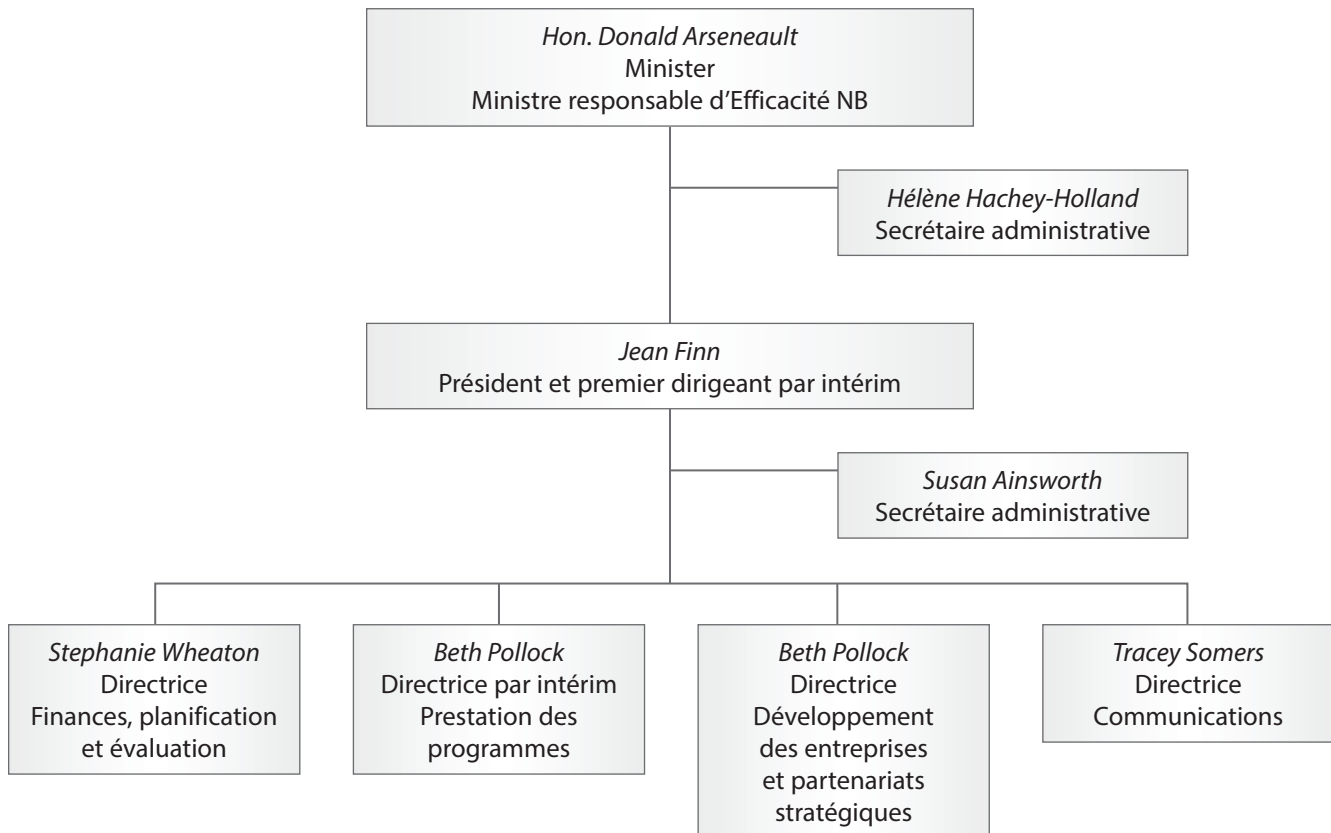 Hon. Donald Arseneault
Minister
Ministre responsable d'Efficacité NB
Hélène Hachey-Holland
Secrétaire administrative
Jean Finn
Président et premier dirigeant par intérim
Susan Ainsworth
Secrétaire administrative
Stephanie Wheaton
Directrice
Finances, planification
et évaluation
Beth Pollock
Directrice par intérim
Prestation des
programmes
Beth Pollock
Directrice
Développement
des entreprises
et partenariats
stratégiques
Tracey Somers
Directrice
Communications